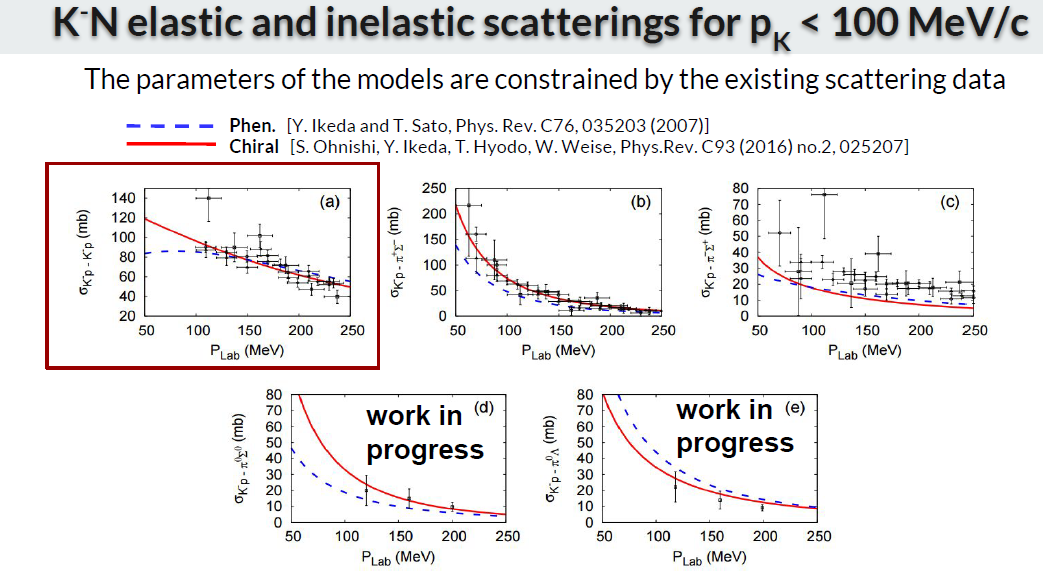 K⁻N elastic and inelastic scatterings for p_K < 100 MeV/c
The parameters of the models are constrained by the existing scattering data
Phen. [Y. Ikeda and T. Sato, Phys. Rev. C76, 035203 (2007)]
Chiral [S. Ohnishi, Y. Ikeda, T. Hyodo, W. Weise, Phys.Rev. C93 (2016) no.2, 025207]
(a)
σK⁻p - K⁻p (mb)
140
120
100
80
60
40
20
50 100 150 200 250
PLab (MeV)
(b)
σK⁻p - π⁺Σ⁻ (mb)
250
200
150
100
50
0
50 100 150 200 250
PLab (MeV)
(c)
σK⁻p - π⁻Σ⁺ (mb)
80
70
60
50
40
30
20
10
0
50 100 150 200 250
PLab (MeV)
work in (d)
progress
σK⁻p - π⁰Σ⁰ (mb)
80
70
60
50
40
30
20
10
0
50 100 150 200 250
PLab (MeV)
work in (e)
progress
σK⁻p - π⁰Λ (mb)
80
70
60
50
40
30
20
10
0
50 100 150 200 250
PLab (MeV)